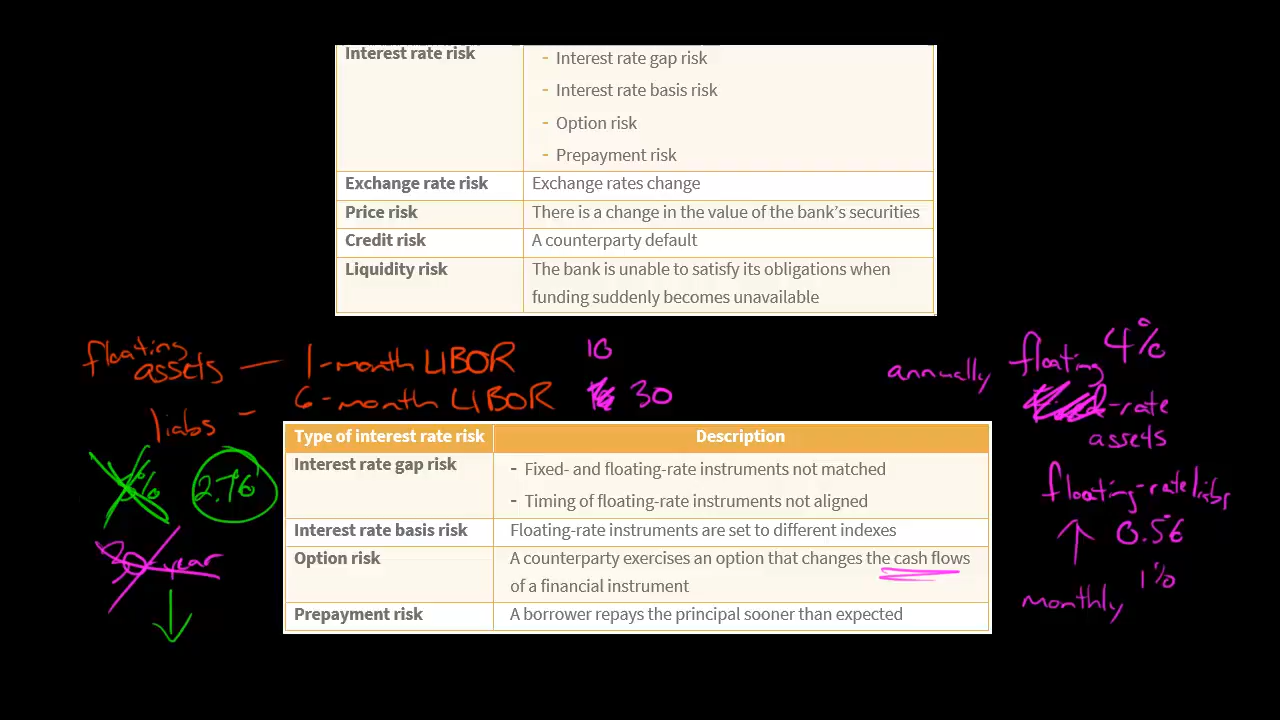 Interest rate risk
- Interest rate gap risk
- Interest rate basis risk
- Option risk
- Prepayment risk
Exchange rate risk Exchange rates change
Price risk There is a change in the value of the bank's securities
Credit risk A counterparty default
Liquidity risk The bank is unable to satisfy its obligations when
funding suddenly becomes unavailable
floating
assets — 1-month LIBOR 10
liabs - 6-month LIBOR 30
2.76
year
annually floating 4%
-rate
assets
floating-rate liabs
↑ 0.56
1%
monthly
Type of interest rate risk Description
Interest rate gap risk - Fixed- and floating-rate instruments not matched
- Timing of floating-rate instruments not aligned
Interest rate basis risk Floating-rate instruments are set to different indexes
Option risk A counterparty exercises an option that changes the cash flows
of a financial instrument
Prepayment risk A borrower repays the principal sooner than expected